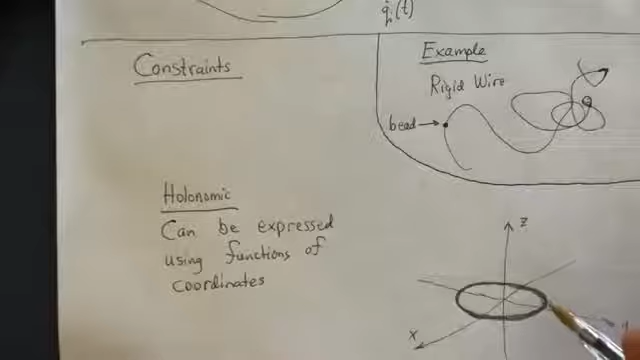 q̇ᵢ(t)
Constraints
Example
Rigid Wire
bead
Holonomic
Can be expressed
using functions of
coordinates
z
x